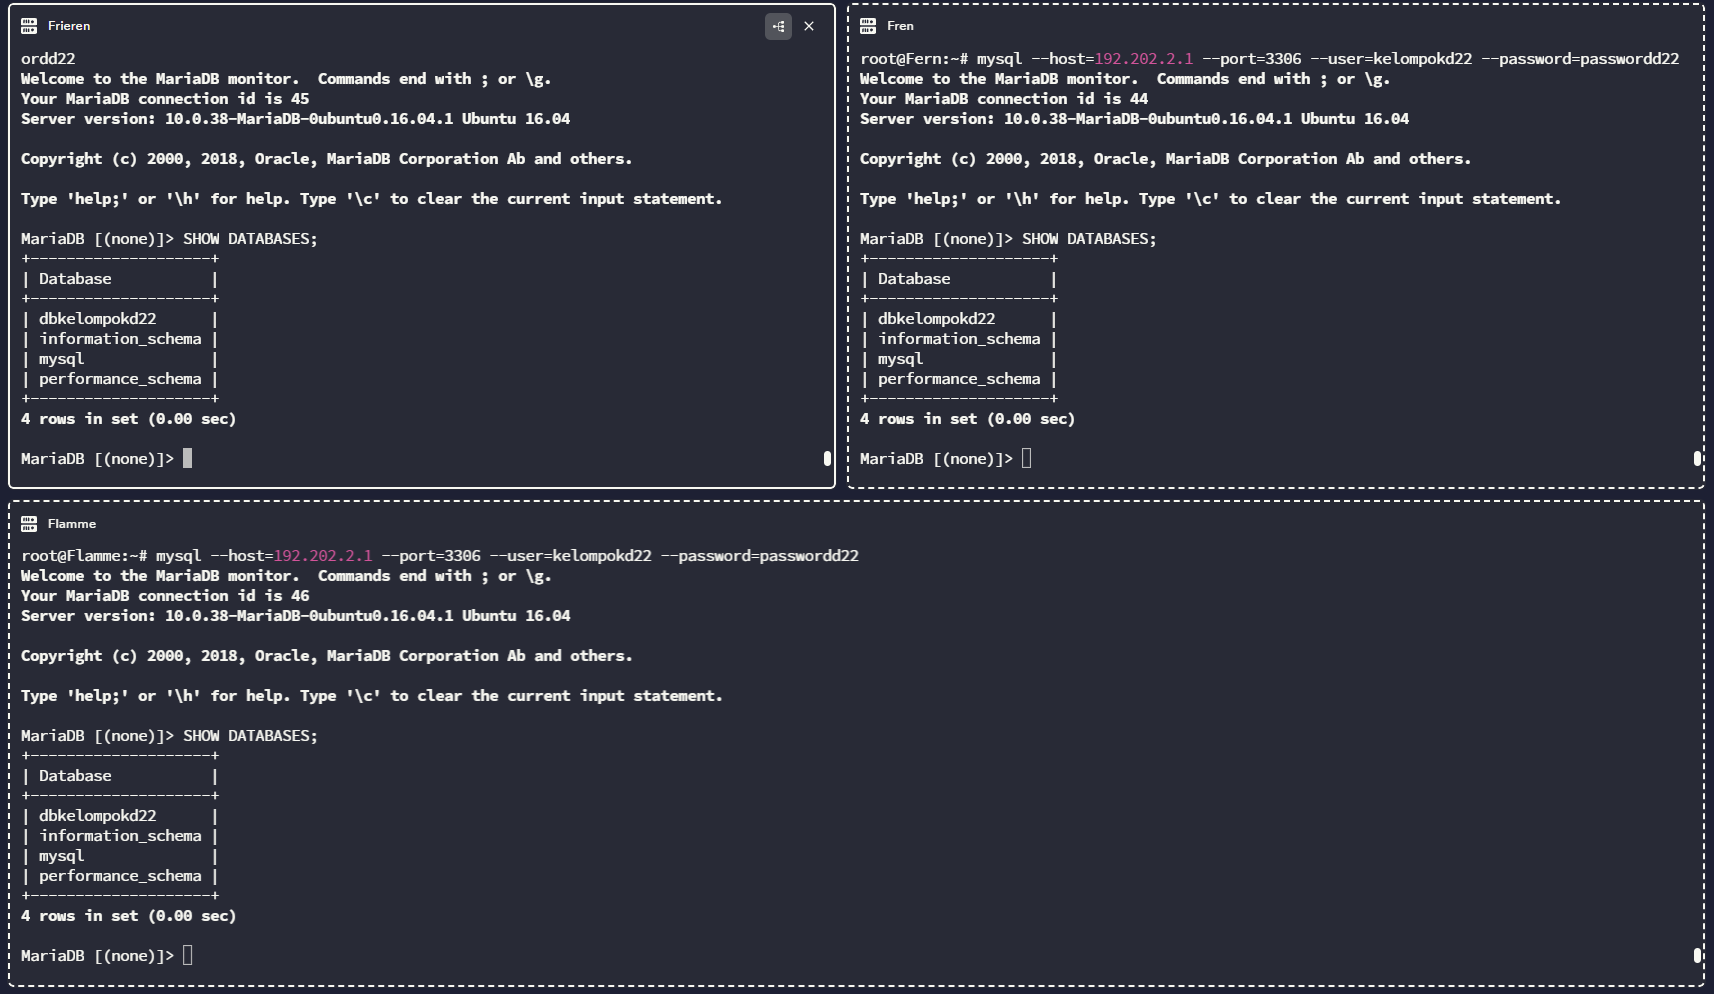 Frieren
ordd22
Welcome to the MariaDB monitor.  Commands end with ; or \g.
Your MariaDB connection id is 45
Server version: 10.0.38-MariaDB-0ubuntu0.16.04.1 Ubuntu 16.04
Copyright (c) 2000, 2018, Oracle, MariaDB Corporation Ab and others.
Type 'help;' or '\h' for help. Type '\c' to clear the current input statement.
MariaDB [(none)]> SHOW DATABASES;
+--------------------+
| Database           |
+--------------------+
| dbkelompokd22      |
| information_schema |
| mysql              |
| performance_schema |
+--------------------+
4 rows in set (0.00 sec)
MariaDB [(none)]>
Fren
root@Fern:~# mysql --host=192.202.2.1 --port=3306 --user=kelompokd22 --password=passwordd22
Welcome to the MariaDB monitor.  Commands end with ; or \g.
Your MariaDB connection id is 44
Server version: 10.0.38-MariaDB-0ubuntu0.16.04.1 Ubuntu 16.04
Copyright (c) 2000, 2018, Oracle, MariaDB Corporation Ab and others.
Type 'help;' or '\h' for help. Type '\c' to clear the current input statement.
MariaDB [(none)]> SHOW DATABASES;
+--------------------+
| Database           |
+--------------------+
| dbkelompokd22      |
| information_schema |
| mysql              |
| performance_schema |
+--------------------+
4 rows in set (0.00 sec)
MariaDB [(none)]>
Flamme
root@Flamme:~# mysql --host=192.202.2.1 --port=3306 --user=kelompokd22 --password=passwordd22
Welcome to the MariaDB monitor.  Commands end with ; or \g.
Your MariaDB connection id is 46
Server version: 10.0.38-MariaDB-0ubuntu0.16.04.1 Ubuntu 16.04
Copyright (c) 2000, 2018, Oracle, MariaDB Corporation Ab and others.
Type 'help;' or '\h' for help. Type '\c' to clear the current input statement.
MariaDB [(none)]> SHOW DATABASES;
+--------------------+
| Database           |
+--------------------+
| dbkelompokd22      |
| information_schema |
| mysql              |
| performance_schema |
+--------------------+
4 rows in set (0.00 sec)
MariaDB [(none)]>